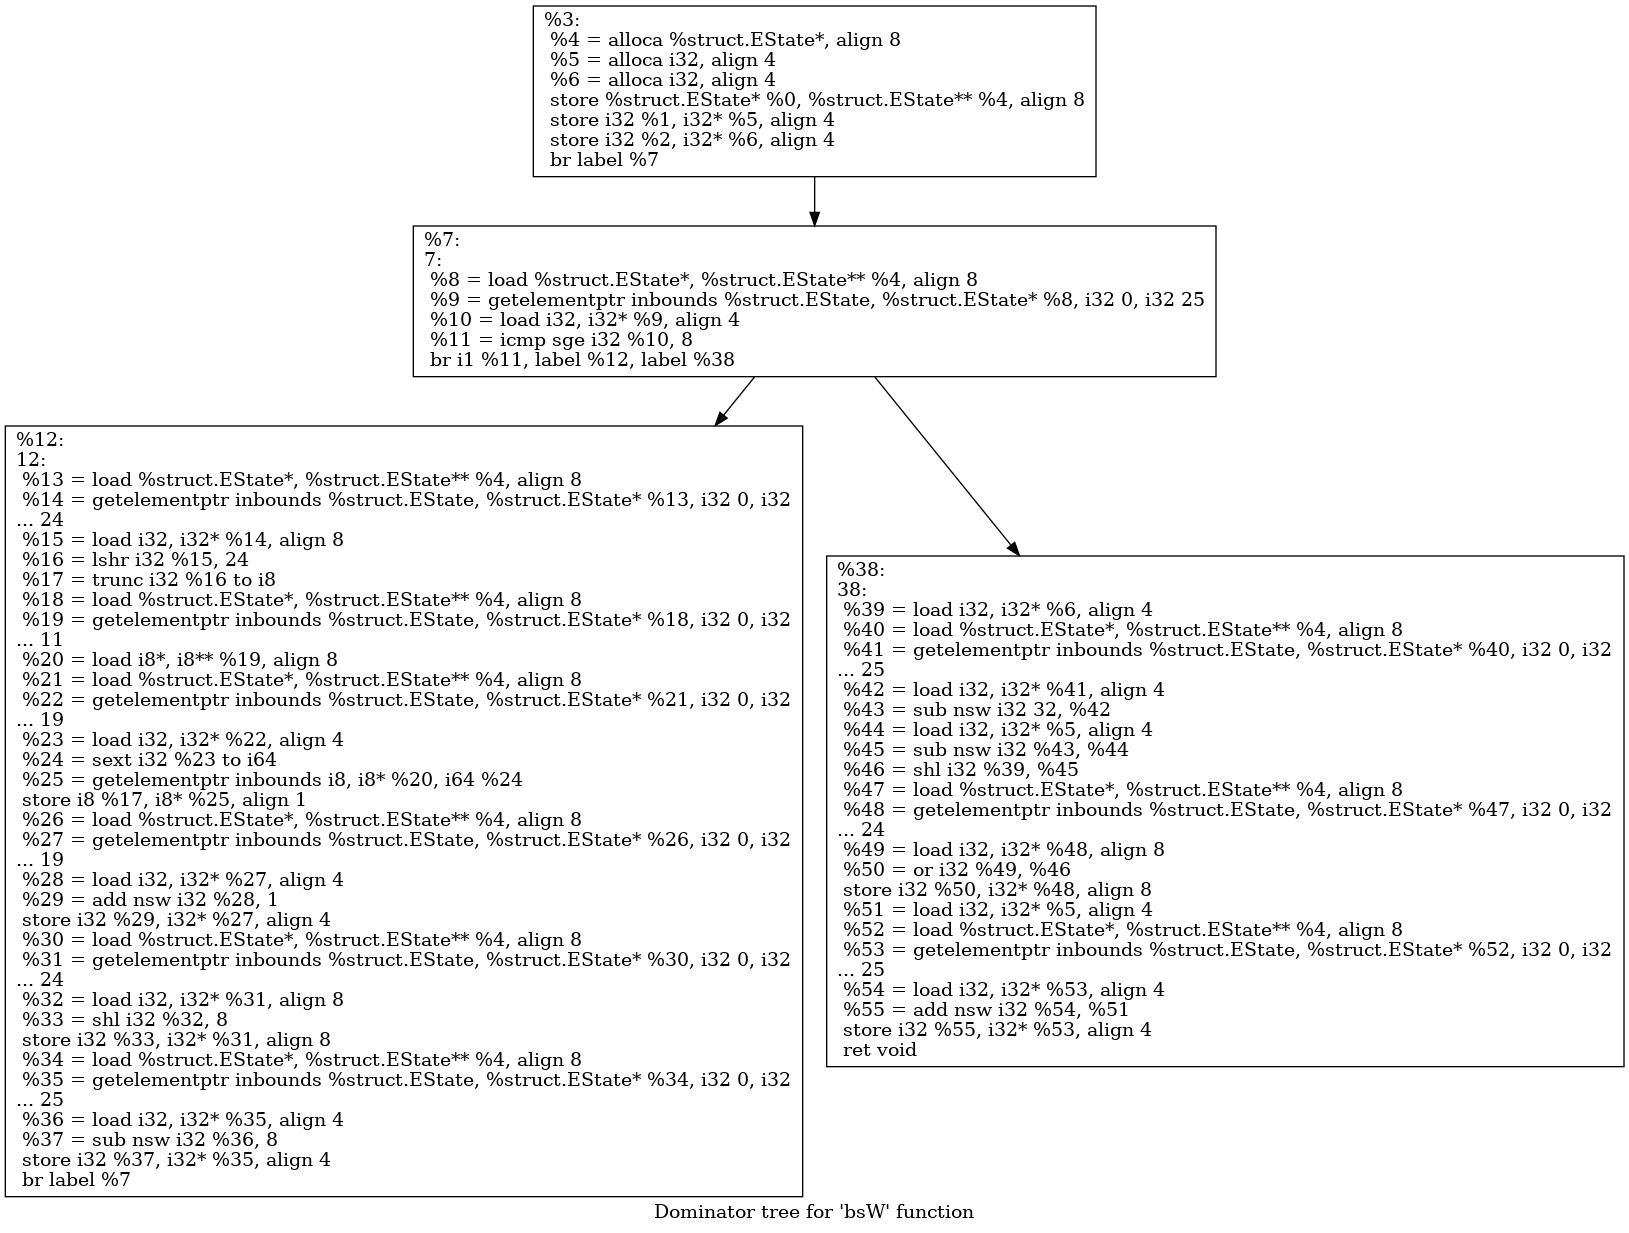 %3:
%4 = alloca %struct.EState*, align 8
%5 = alloca i32, align 4
%6 = alloca i32, align 4
store %struct.EState* %0, %struct.EState** %4, align 8
store i32 %1, i32* %5, align 4
store i32 %2, i32* %6, align 4
br label %7
%7:
7:
%8 = load %struct.EState*, %struct.EState** %4, align 8
%9 = getelementptr inbounds %struct.EState, %struct.EState* %8, i32 0, i32 25
%10 = load i32, i32* %9, align 4
%11 = icmp sge i32 %10, 8
br i1 %11, label %12, label %38
%12:
12:
%13 = load %struct.EState*, %struct.EState** %4, align 8
%14 = getelementptr inbounds %struct.EState, %struct.EState* %13, i32 0, i32
... 24
%15 = load i32, i32* %14, align 8
%16 = lshr i32 %15, 24
%17 = trunc i32 %16 to i8
%18 = load %struct.EState*, %struct.EState** %4, align 8
%19 = getelementptr inbounds %struct.EState, %struct.EState* %18, i32 0, i32
... 11
%20 = load i8*, i8** %19, align 8
%21 = load %struct.EState*, %struct.EState** %4, align 8
%22 = getelementptr inbounds %struct.EState, %struct.EState* %21, i32 0, i32
... 19
%23 = load i32, i32* %22, align 4
%24 = sext i32 %23 to i64
%25 = getelementptr inbounds i8, i8* %20, i64 %24
store i8 %17, i8* %25, align 1
%26 = load %struct.EState*, %struct.EState** %4, align 8
%27 = getelementptr inbounds %struct.EState, %struct.EState* %26, i32 0, i32
... 19
%28 = load i32, i32* %27, align 4
%29 = add nsw i32 %28, 1
store i32 %29, i32* %27, align 4
%30 = load %struct.EState*, %struct.EState** %4, align 8
%31 = getelementptr inbounds %struct.EState, %struct.EState* %30, i32 0, i32
... 24
%32 = load i32, i32* %31, align 8
%33 = shl i32 %32, 8
store i32 %33, i32* %31, align 8
%34 = load %struct.EState*, %struct.EState** %4, align 8
%35 = getelementptr inbounds %struct.EState, %struct.EState* %34, i32 0, i32
... 25
%36 = load i32, i32* %35, align 4
%37 = sub nsw i32 %36, 8
store i32 %37, i32* %35, align 4
br label %7
%38:
38:
%39 = load i32, i32* %6, align 4
%40 = load %struct.EState*, %struct.EState** %4, align 8
%41 = getelementptr inbounds %struct.EState, %struct.EState* %40, i32 0, i32
... 25
%42 = load i32, i32* %41, align 4
%43 = sub nsw i32 32, %42
%44 = load i32, i32* %5, align 4
%45 = sub nsw i32 %43, %44
%46 = shl i32 %39, %45
%47 = load %struct.EState*, %struct.EState** %4, align 8
%48 = getelementptr inbounds %struct.EState, %struct.EState* %47, i32 0, i32
... 24
%49 = load i32, i32* %48, align 8
%50 = or i32 %49, %46
store i32 %50, i32* %48, align 8
%51 = load i32, i32* %5, align 4
%52 = load %struct.EState*, %struct.EState** %4, align 8
%53 = getelementptr inbounds %struct.EState, %struct.EState* %52, i32 0, i32
... 25
%54 = load i32, i32* %53, align 4
%55 = add nsw i32 %54, %51
store i32 %55, i32* %53, align 4
ret void
Dominator tree for 'bsW' function